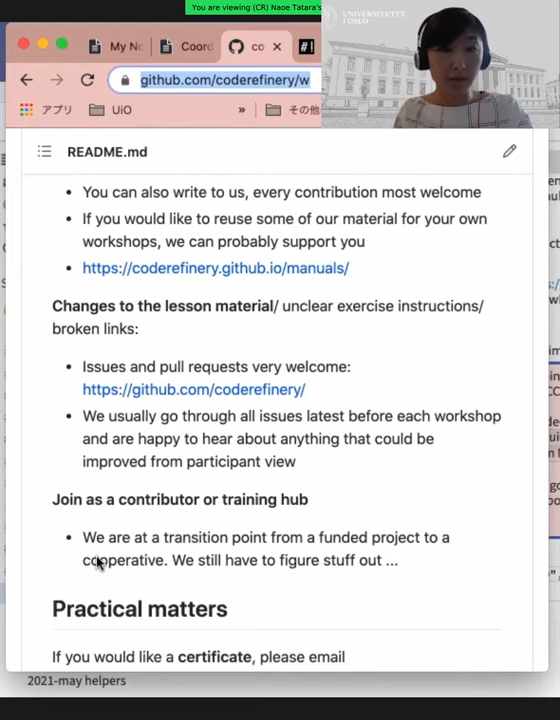 You are viewing (CR) Naoe Tatara's
UNIVERSITETET
I OSLO
My No
Coord
co
github.com/coderefinery/w
アプリ
UiO
»
その他
README.md
You can also write to us, every contribution most welcome
If you would like to reuse some of our material for your own
workshops, we can probably support you
https://coderefinery.github.io/manuals/
Changes to the lesson material/ unclear exercise instructions/
broken links:
Issues and pull requests very welcome:
https://github.com/coderefinery/
We usually go through all issues latest before each workshop
and are happy to hear about anything that could be
improved from participant view
Join as a contributor or training hub
We are at a transition point from a funded project to a
cooperative. We still have to figure stuff out ...
Practical matters
If you would like a certificate, please email
2021-may helpers